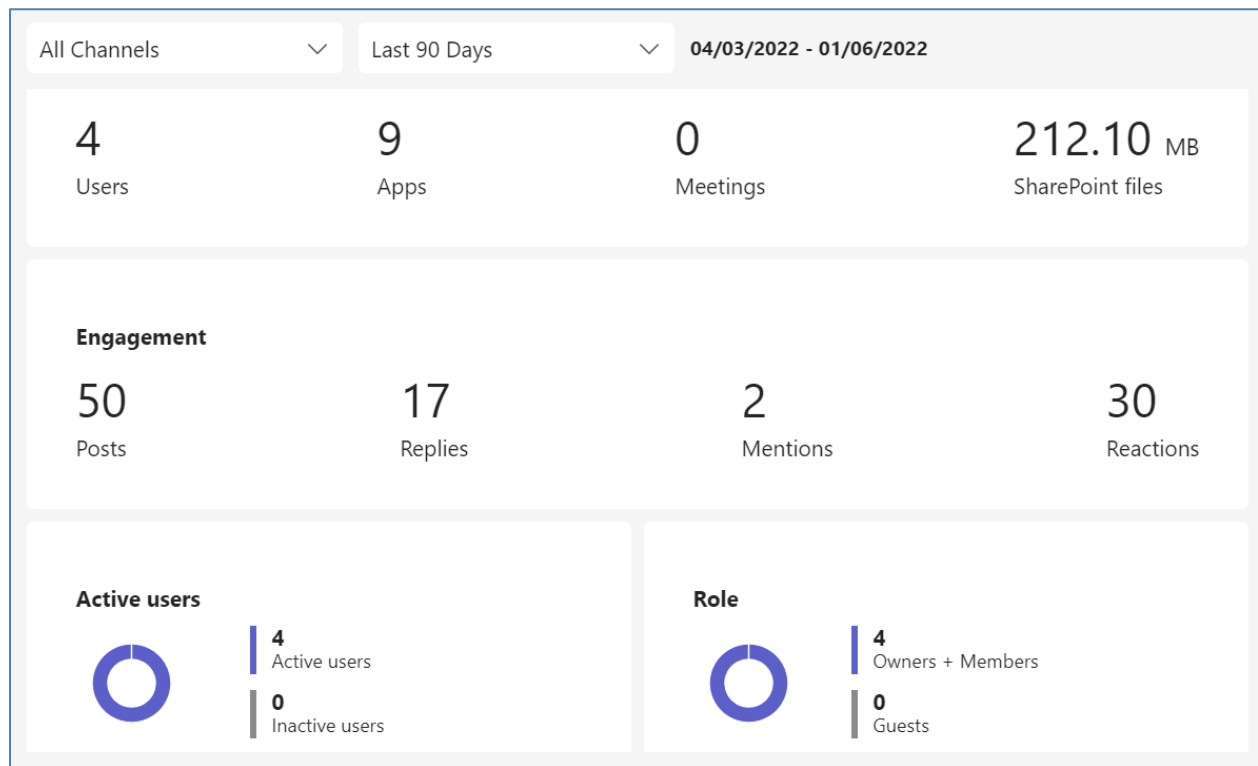 All Channels
Last 90 Days
04/03/2022 - 01/06/2022
4
Users
9
Apps
0
Meetings
212.10 MB
SharePoint files
Engagement
50
Posts
17
Replies
2
Mentions
30
Reactions
Active users
4
Active users
0
Inactive users
Role
4
Owners + Members
0
Guests